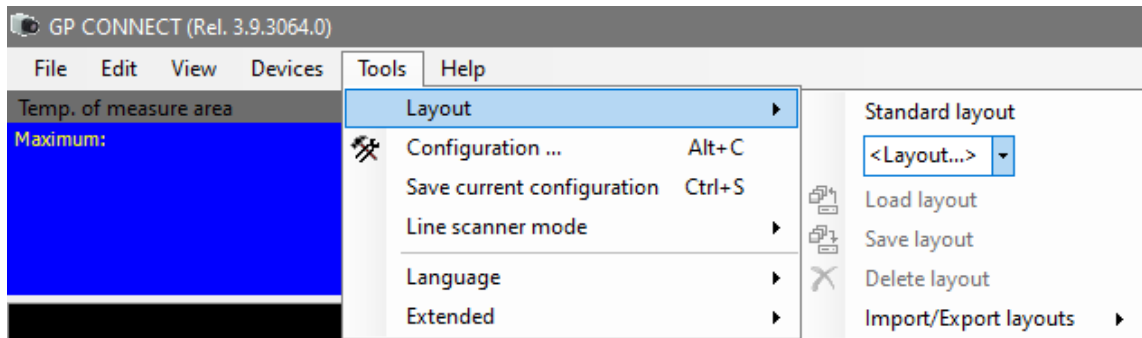 GP CONNECT (Rel. 3.9.3064.0)
File Edit View Devices Tools Help
Temp. of measure area
Maximum:
Layout
Configuration ... Alt+C
Save current configuration Ctrl+S
Line scanner mode
Language
Extended
Standard layout
<Layout...>
Load layout
Save layout
Delete layout
Import/Export layouts